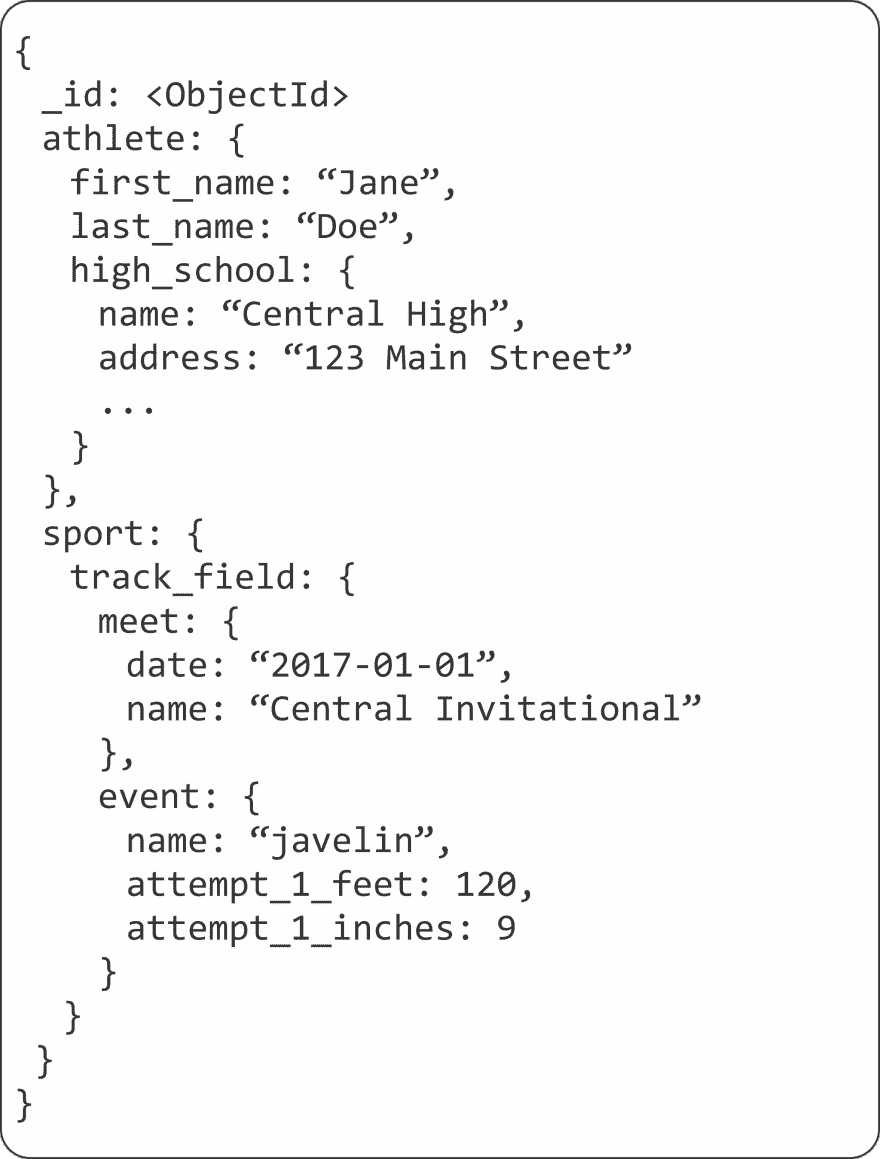 {
_id: <ObjectId>
athlete: {
first_name: “Jane”,
last_name: “Doe”,
high_school: {
name: “Central High”,
address: “123 Main Street”
...
}
},
sport: {
track_field: {
meet: {
date: “2017-01-01”,
name: “Central Invitational”
},
event: {
name: “javelin”,
attempt_1_feet: 120,
attempt_1_inches: 9
}
}
}
}